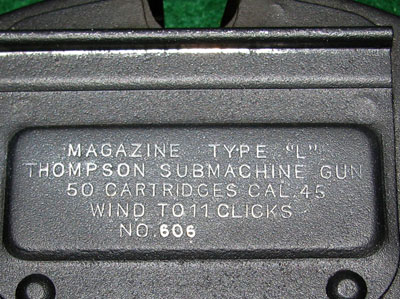 MAGAZINE TYPE "L"
THOMPSON SUBMACHINE GUN
50 CARTRIDGES CAL. 45
WIND TO 11 CLICKS
NO. 606